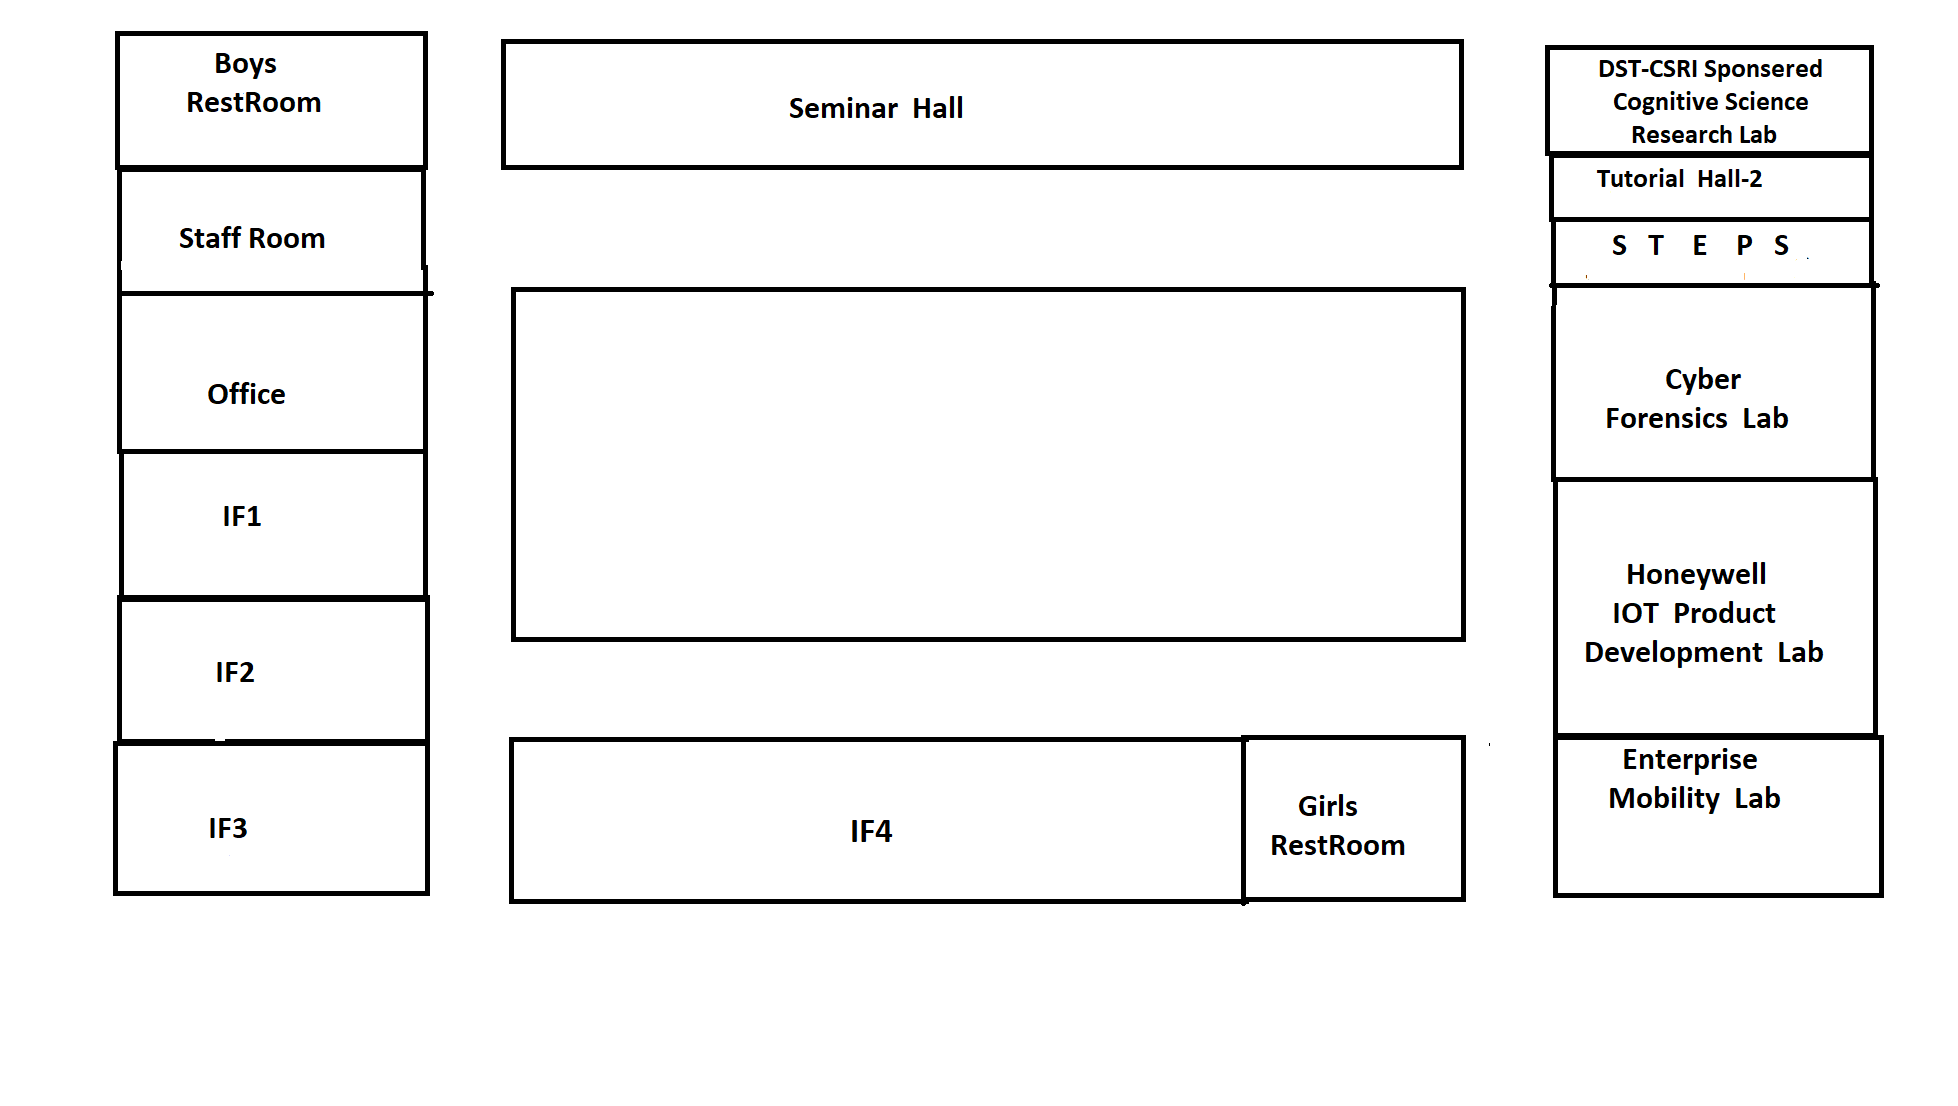 Boys
RestRoom
Staff Room
Office
IF1
IF2
IF3
Seminar Hall
IF4
Girls
RestRoom
DST-CSRI Sponsered
Cognitive Science
Research Lab
Tutorial Hall-2
S T E P S
Cyber
Forensics Lab
Honeywell
IOT Product
Development Lab
Enterprise
Mobility Lab